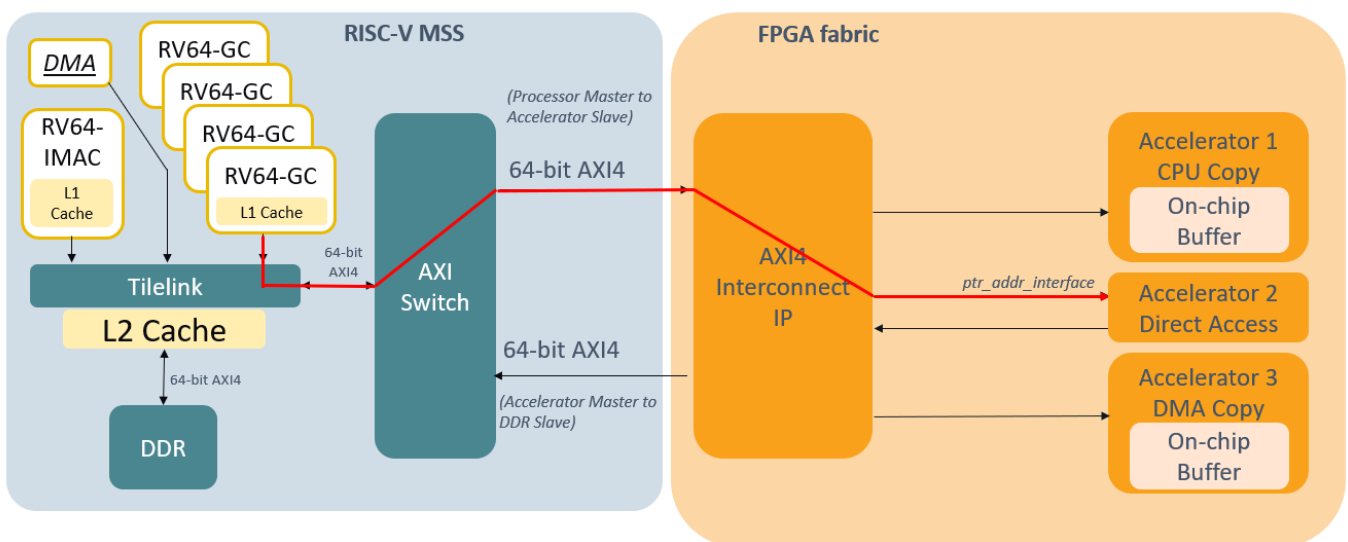 RISC-V MSS
FPGA fabric
DMA
RV64-GC
RV64-GC
RV64-GC
RV64-GC
L1 Cache
RV64-
IMAC
L1
Cache
64-bit
AXI4
Tilelink
L2 Cache
64-bit AXI4
DDR
AXI
Switch
(Processor Master to
Accelerator Slave)
64-bit AXI4
64-bit AXI4
(Accelerator Master to
DDR Slave)
AXI4
Interconnect
IP
ptr_addr_interface
Accelerator 1
CPU Copy
On-chip
Buffer
Accelerator 2
Direct Access
Accelerator 3
DMA Copy
On-chip
Buffer